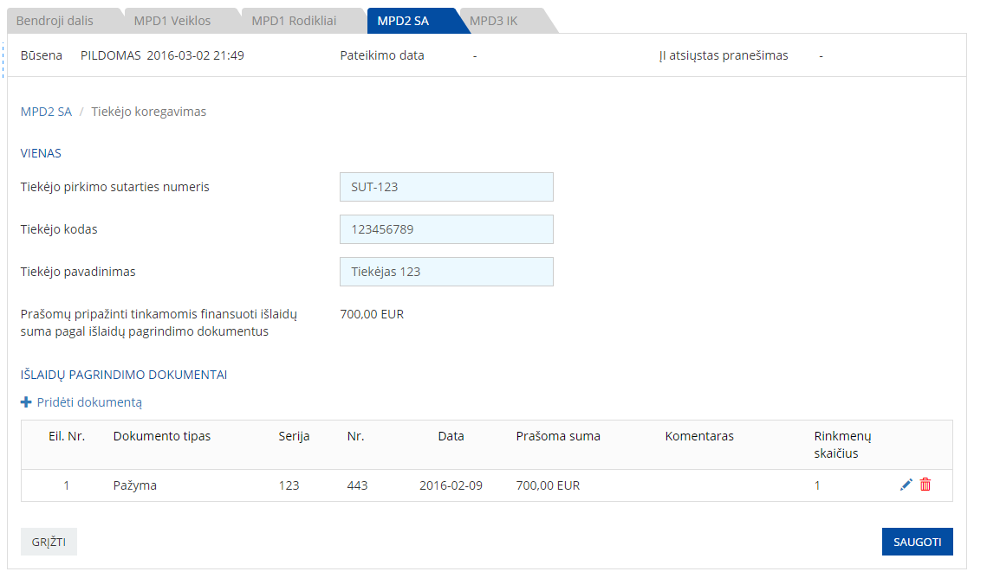 Bendroji dalis MPD1 Veiklos MPD1 Rodikliai MPD2 SA MPD3 IK
Būsena PILDOMAS 2016-03-02 21:49 Pateikimo data - ĮI atsiųstas pranešimas -
MPD2 SA / Tiekėjo koregavimas
VIENAS
Tiekėjo pirkimo sutarties numeris SUT-123
Tiekėjo kodas 123456789
Tiekėjo pavadinimas Tiekėjas 123
Prašomų pripažinti tinkamomis finansuoti išlaidų 700,00 EUR
suma pagal išlaidų pagrindimo dokumentus
IŠLAIDŲ PAGRINDIMO DOKUMENTAI
Pridėti dokumentą
Eil. Nr. Dokumento tipas Serija Nr. Data Prašoma suma Komentaras Rinkmenų
skaičius
1 Pažyma 123 443 2016-02-09 700,00 EUR 1
GRĮŽTI SAUGOTI